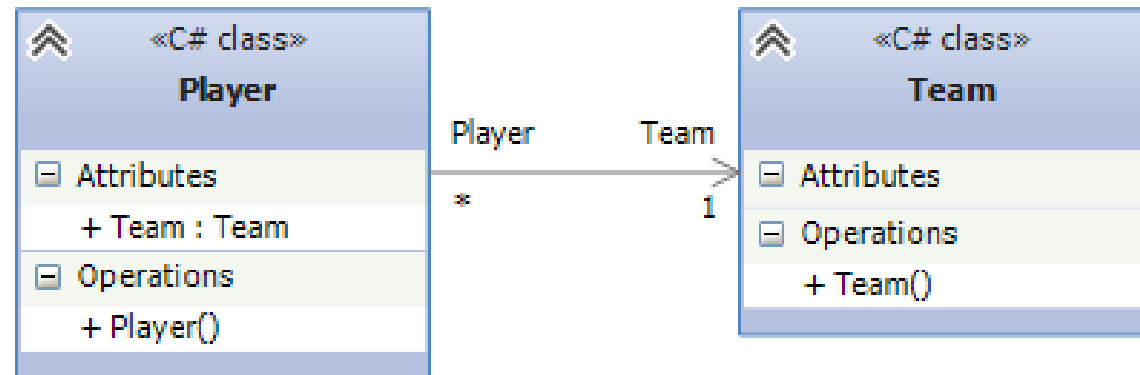 «C# class»
Player
Attributes
+ Team : Team
Operations
+ Player()
Player
Team
*
1
«C# class»
Team
Attributes
Operations
+ Team()